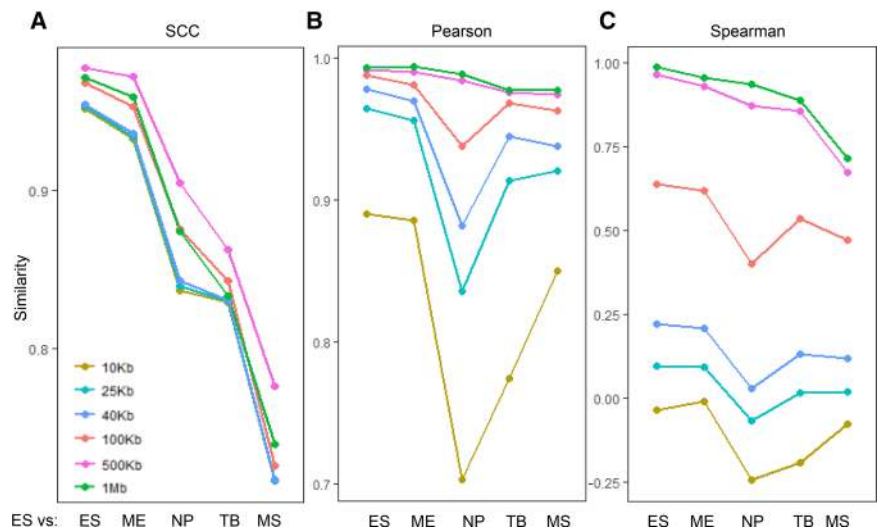 A
SCC
B
Pearson
C
Spearman
Similarity
0.9
0.8
10Kb
25Kb
40Kb
100Kb
500Kb
1Mb
1.0
0.9
0.8
0.7
1.00
0.75
0.50
0.25
0.00
-0.25
ES vs: ES ME NP TB MS
ES ME NP TB MS
ES ME NP TB MS